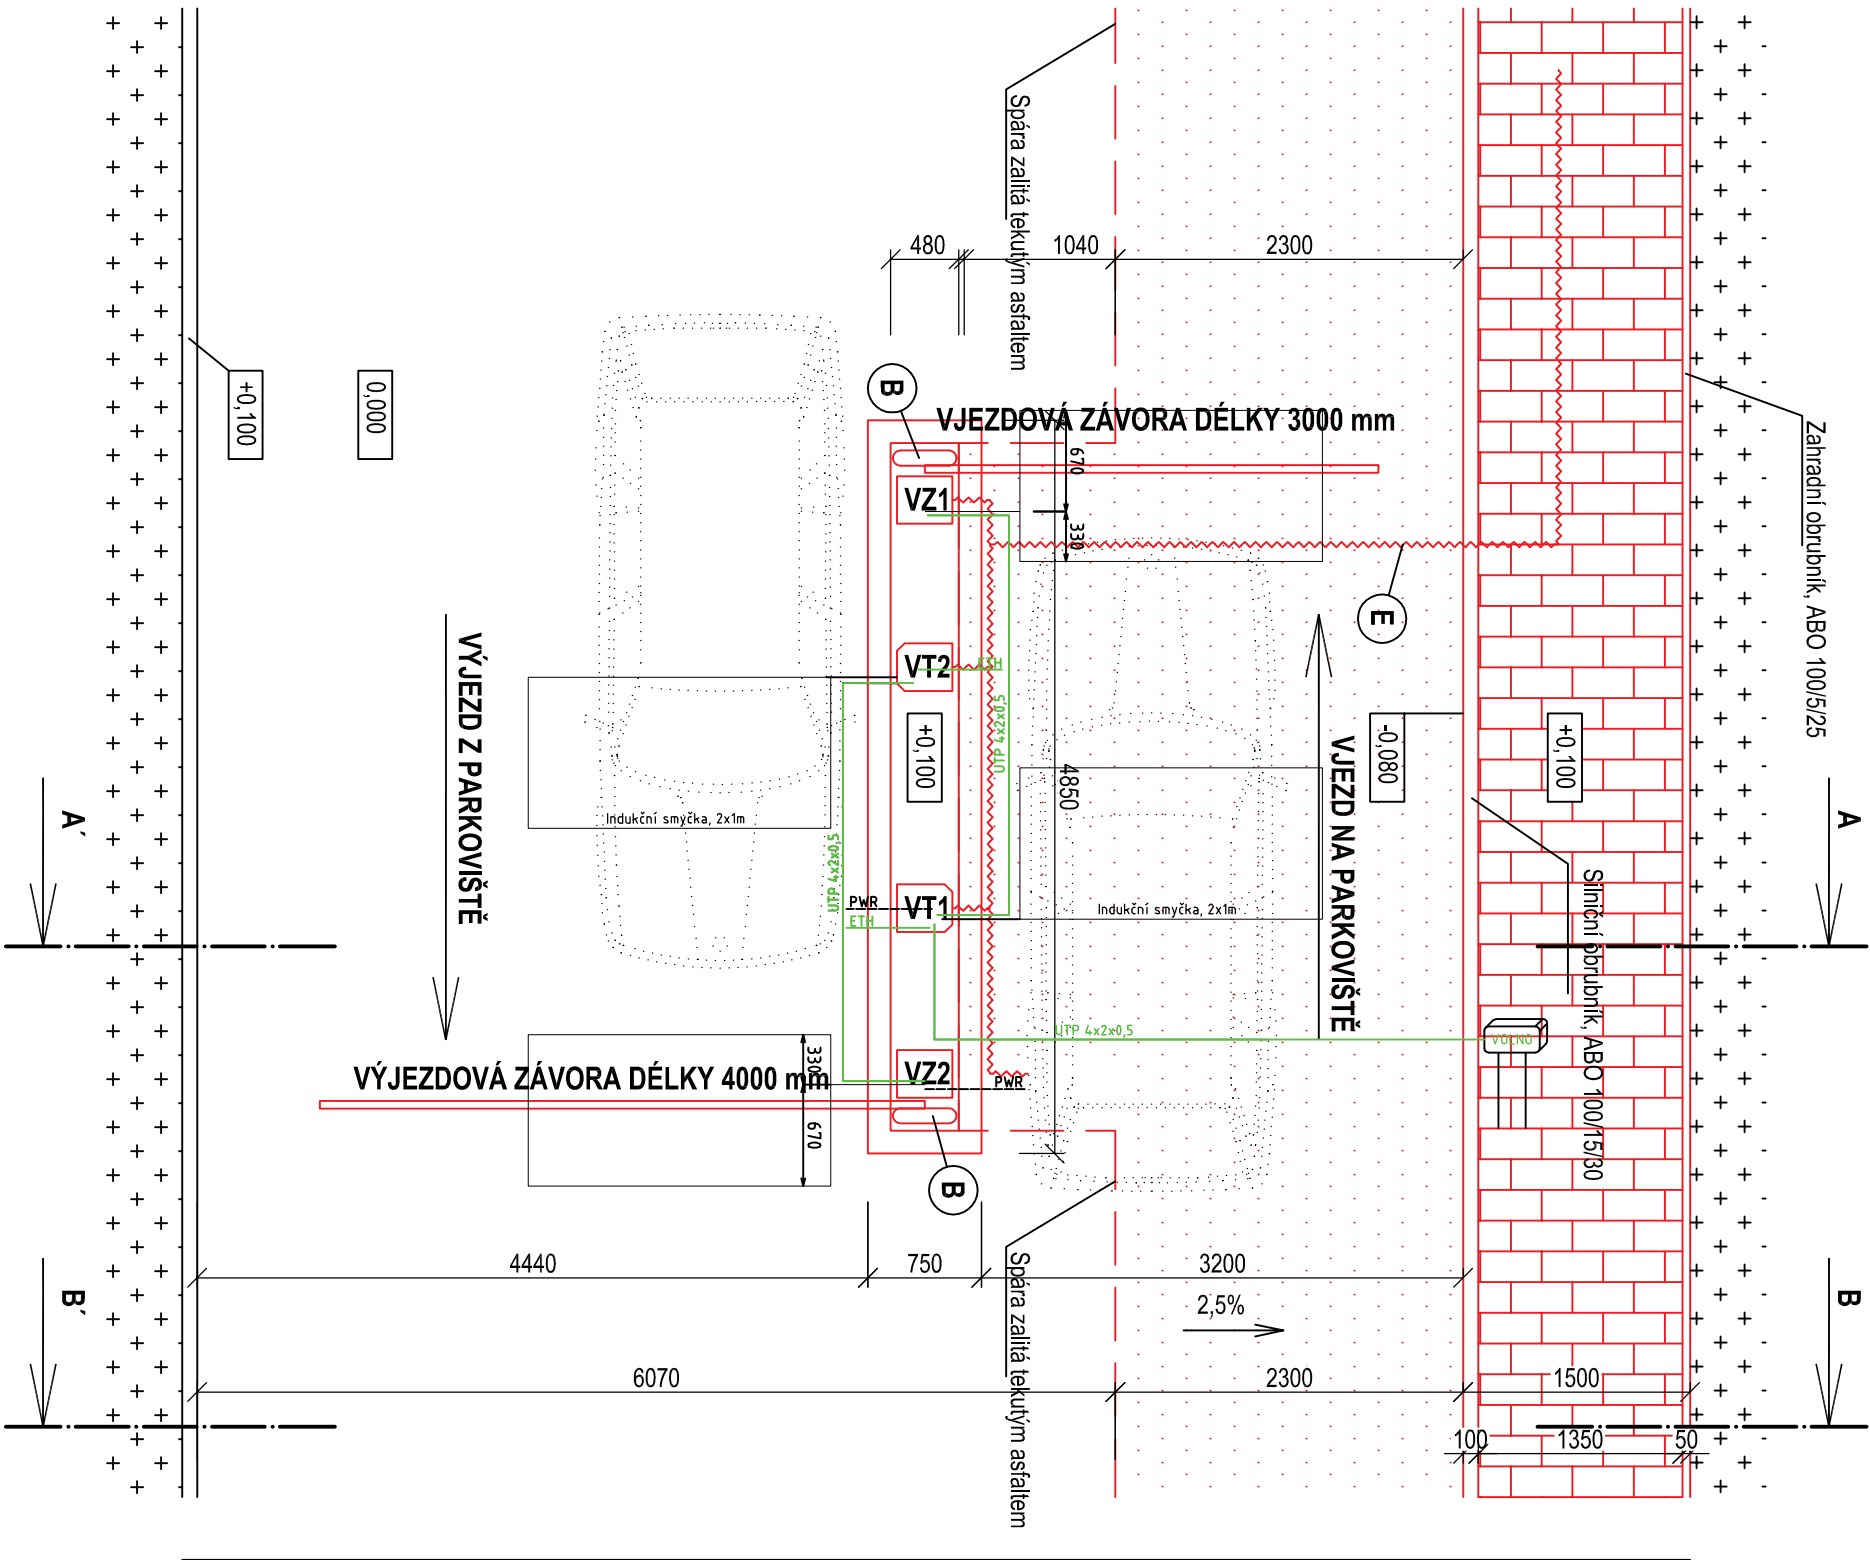 Spára zalitá tekutým asfaltem
480
1040
2300
+0,100
0,000
B
VJEZDOVÁ ZÁVORA DÉLKY 3000 mm
670
330
Zahradní obrubník, ABO 100/5/25
VZ1
E
VT2
ETH
UTP 4x2x0,5
+0,100
4850
VÝJEZD Z PARKOVIŠTĚ
VJEZD NA PARKOVIŠTĚ
-0,080
+0,100
A´
A
Indukční smyčka, 2x1m
UTP 4x2x0,5
PWR
ETH
VT1
Indukční smyčka, 2x1m
Silniční obrubník, ABO 100/15/30
UTP 4x2x0,5
VOLNO
VÝJEZDOVÁ ZÁVORA DÉLKY 4000 mm
330
670
VZ2
PWR
B
4440
750
3200
B´
B
2,5%
Spára zalitá tekutým asfaltem
6070
2300
1500
100
1350
50